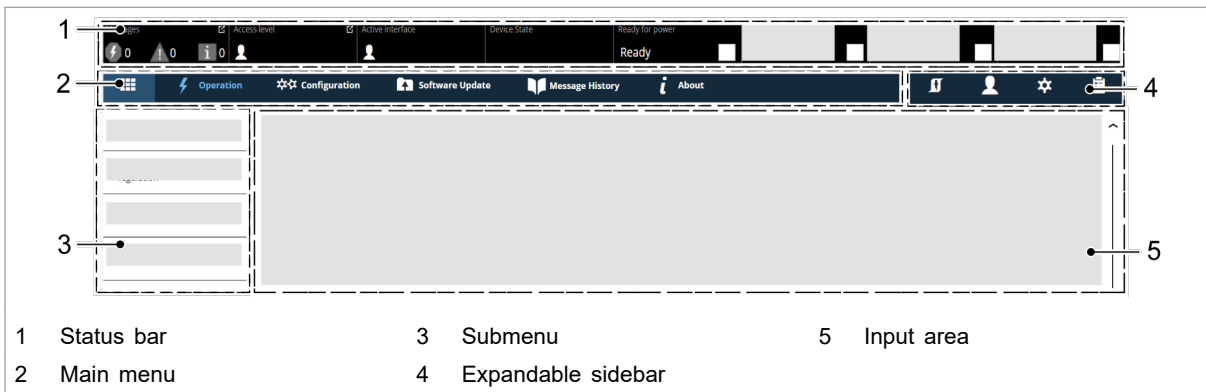 1
Access level
Active interface
Device State
Ready for power
0
0
0
Ready
2
Operation
Configuration
Software Update
Message History
About
4
3
5
1 Status bar
2 Main menu
3 Submenu
4 Expandable sidebar
5 Input area